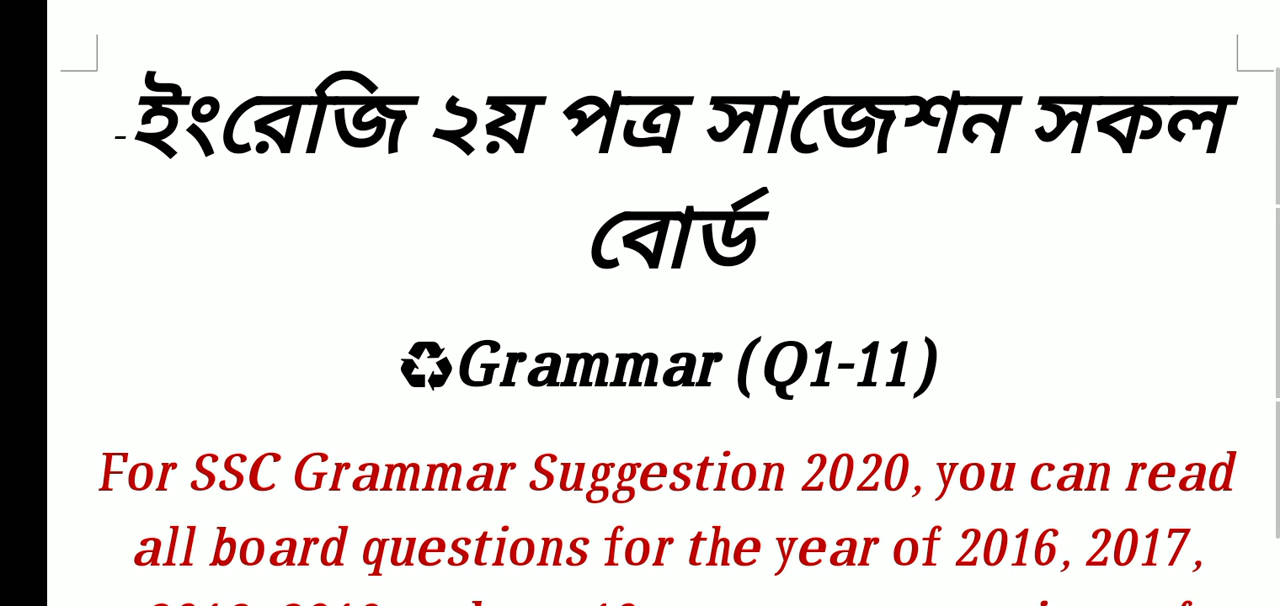 -ইংরেজি ২য় পত্র সাজেশন সকল
বোর্ড
♻Grammar (Q1-11)
For SSC Grammar Suggestion 2020, you can read
all board questions for the year of 2016, 2017,